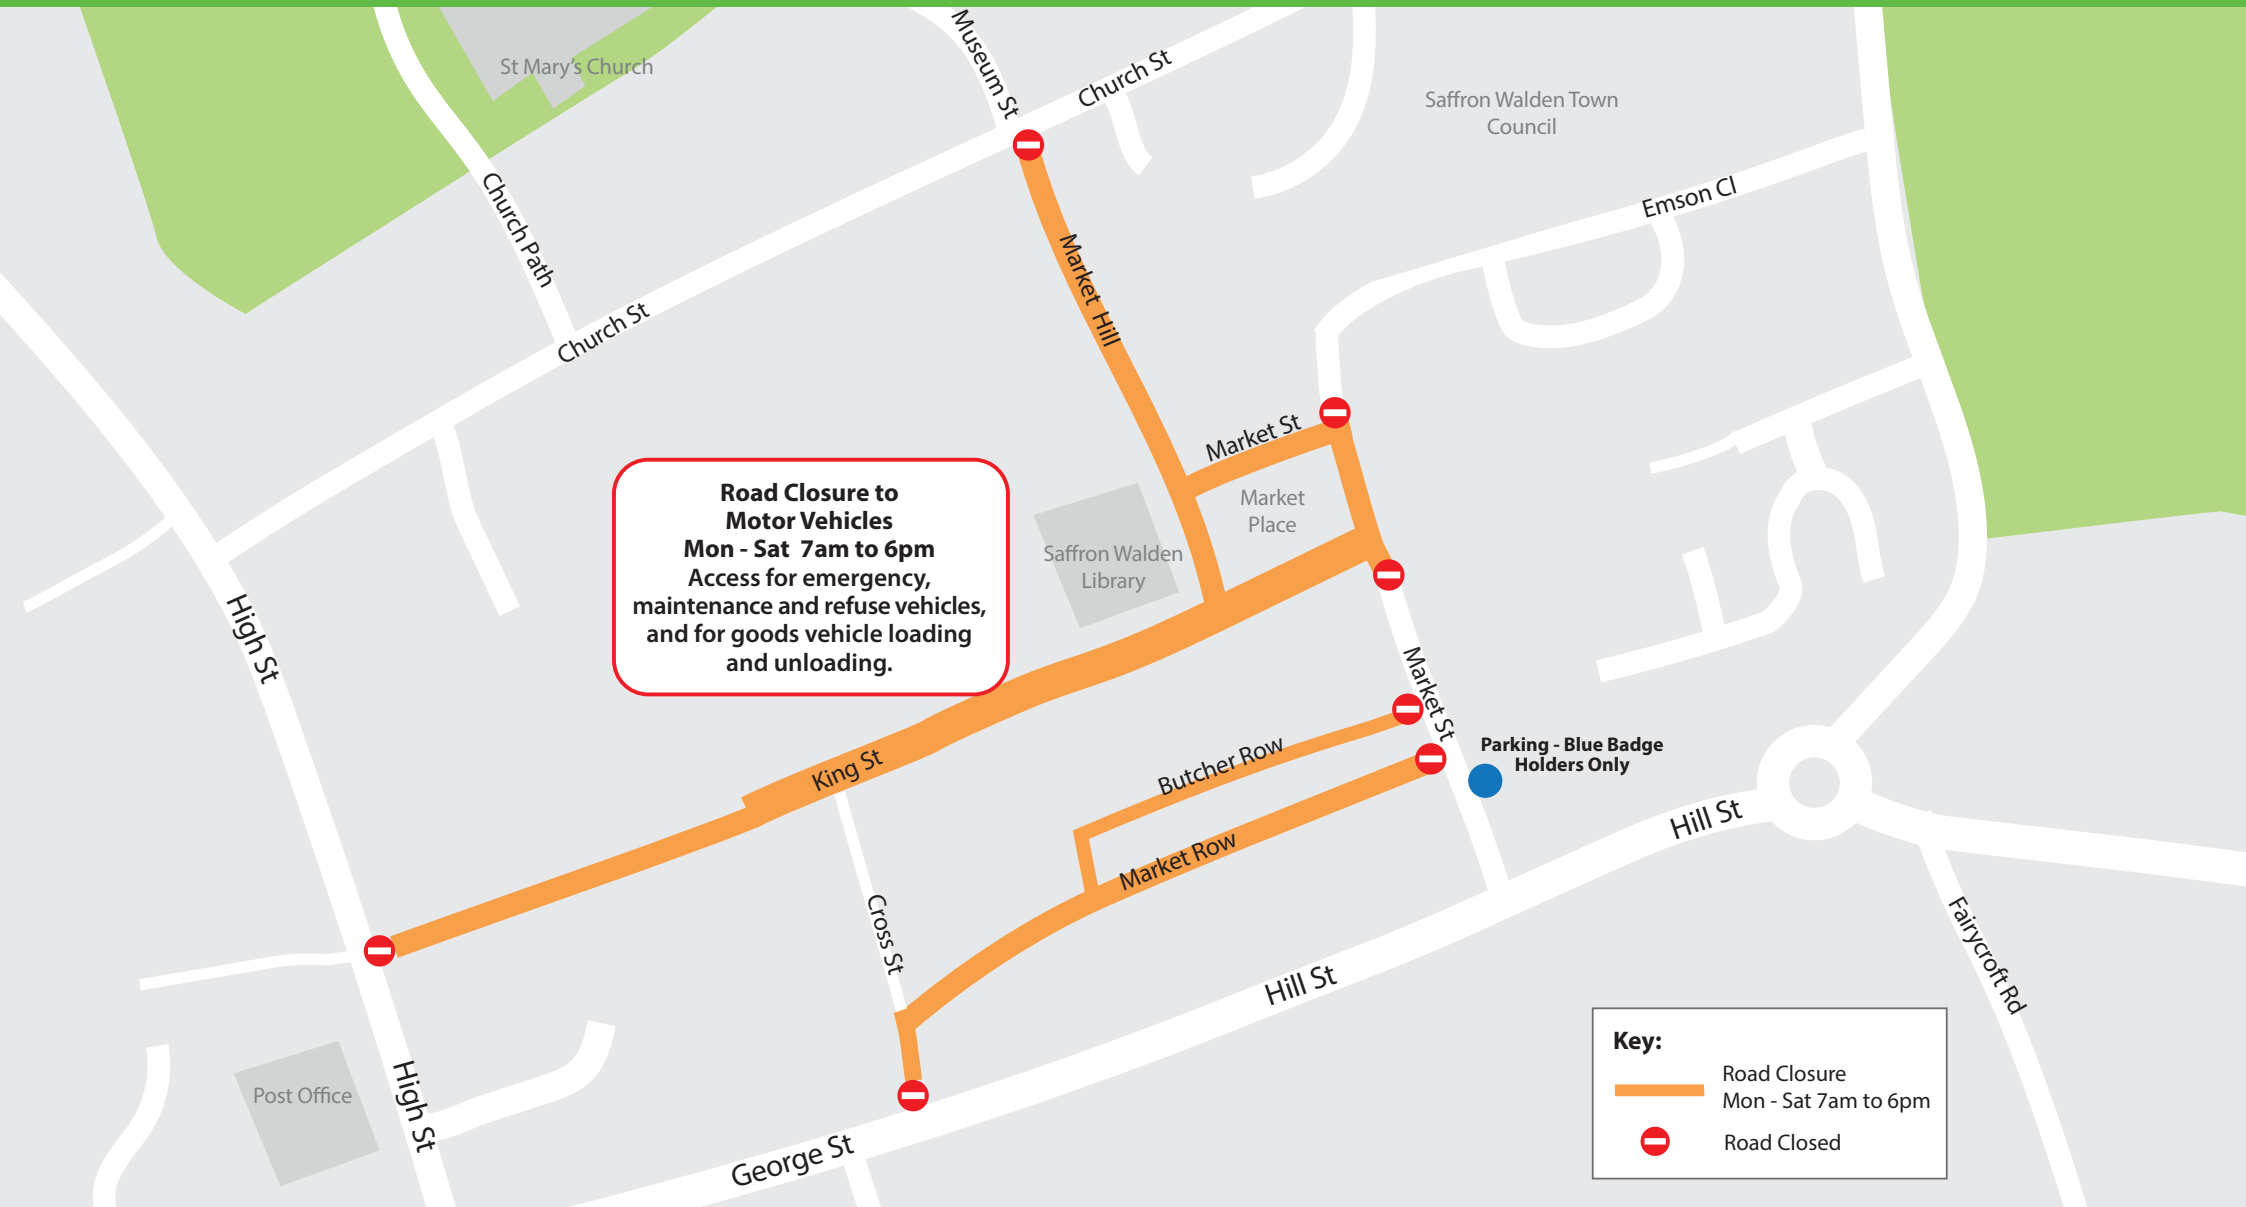 Museum St
Church St
St Mary's Church
Saffron Walden Town
Council
Church Path
Emson Cl
Market Hill
Church St
Market St
Road Closure to
Motor Vehicles
Mon - Sat 7am to 6pm
Access for emergency,
maintenance and refuse vehicles,
and for goods vehicle loading
and unloading.
Market
Place
Saffron Walden
Library
High St
Market St
King St
Butcher Row
Parking - Blue Badge
Holders Only
Hill St
Market Row
Cross St
Hill St
Fairycroft Rd
Post Office
High St
George St
Key:
Road Closure
Mon - Sat 7am to 6pm
Road Closed